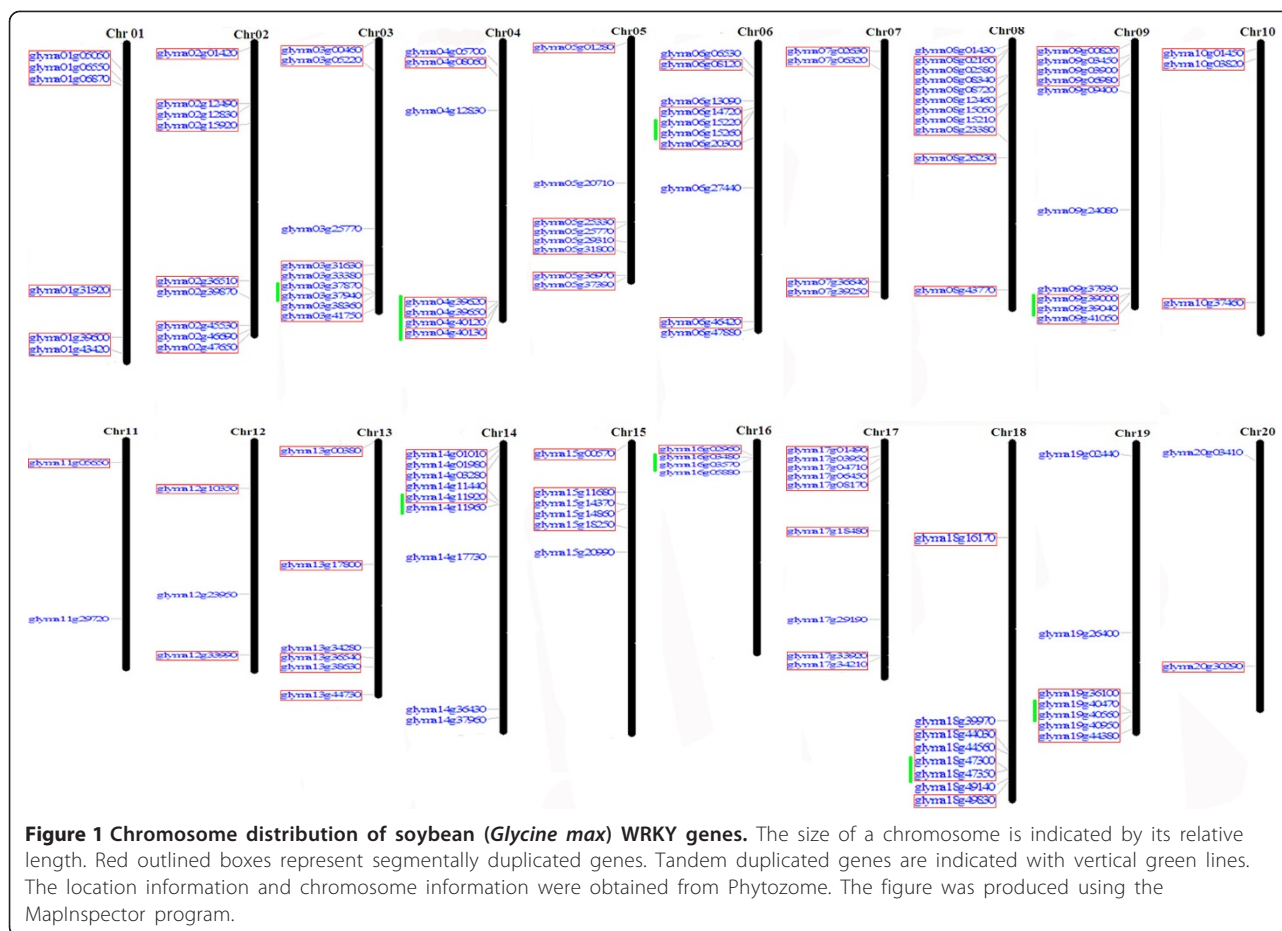 Chr 01
glyma01g05050
glyma01g06550
glyma01g06870
glyma01g31920
glyma01g39600
glyma01g43420
Chr02
glyma02g01420
glyma02g12490
glyma02g12830
glyma02g15920
glyma02g36510
glyma02g39870
glyma02g45530
glyma02g46690
glyma02g47650
Chr03
glyma03g00460
glyma03g05220
glyma03g25770
glyma03g31630
glyma03g33380
glyma03g37870
glyma03g37940
glyma03g38360
glyma03g41750
Chr04
glyma04g05700
glyma04g08060
glyma04g12830
glyma04g39620
glyma04g39650
glyma04g40120
glyma04g40130
Chr05
glyma05g01280
glyma05g20710
glyma05g25330
glyma05g25770
glyma05g29310
glyma05g31800
glyma05g36970
glyma05g37390
Chr06
glyma06g05530
glyma06g08120
glyma06g13090
glyma06g14720
glyma06g15220
glyma06g15260
glyma06g20300
glyma06g27440
glyma06g46420
glyma06g47880
Chr07
glyma07g02630
glyma07g06320
glyma07g36640
glyma07g39250
Chr08
glyma08g01430
glyma08g02160
glyma08g02580
glyma08g08340
glyma08g08720
glyma08g12460
glyma08g15050
glyma08g15210
glyma08g23380
glyma08g26230
glyma08g43770
Chr09
glyma09g00820
glyma09g03450
glyma09g03900
glyma09g06980
glyma09g09400
glyma09g24080
glyma09g37930
glyma09g39000
glyma09g39040
glyma09g41050
Chr10
glyma10g01450
glyma10g03820
glyma10g37460
Chr11
glyma11g05650
glyma11g29720
Chr12
glyma12g10350
glyma12g23950
glyma12g33990
Chr13
glyma13g00380
glyma13g17800
glyma13g34280
glyma13g36540
glyma13g38630
glyma13g44730
Chr14
glyma14g01010
glyma14g01980
glyma14g03280
glyma14g11440
glyma14g11920
glyma14g11960
glyma14g17730
glyma14g36430
glyma14g37960
Chr15
glyma15g00570
glyma15g11680
glyma15g14370
glyma15g14860
glyma15g18250
glyma15g20990
Chr16
glyma16g02960
glyma16g03480
glyma16g03570
glyma16g05880
Chr17
glyma17g01490
glyma17g03950
glyma17g04710
glyma17g06450
glyma17g08170
glyma17g18480
glyma17g29190
glyma17g33920
glyma17g34210
Chr18
glyma18g16170
glyma18g39970
glyma18g44030
glyma18g44560
glyma18g47300
glyma18g47350
glyma18g49140
glyma18g49830
Chr19
glyma19g02440
glyma19g26400
glyma19g36100
glyma19g40470
glyma19g40560
glyma19g40950
glyma19g44380
Chr20
glyma20g03410
glyma20g30290
Figure 1 Chromosome distribution of soybean (Glycine max) WRKY genes. The size of a chromosome is indicated by its relative
length. Red outlined boxes represent segmentally duplicated genes. Tandem duplicated genes are indicated with vertical green lines.
The location information and chromosome information were obtained from Phytozome. The figure was produced using the
MapInspector program.